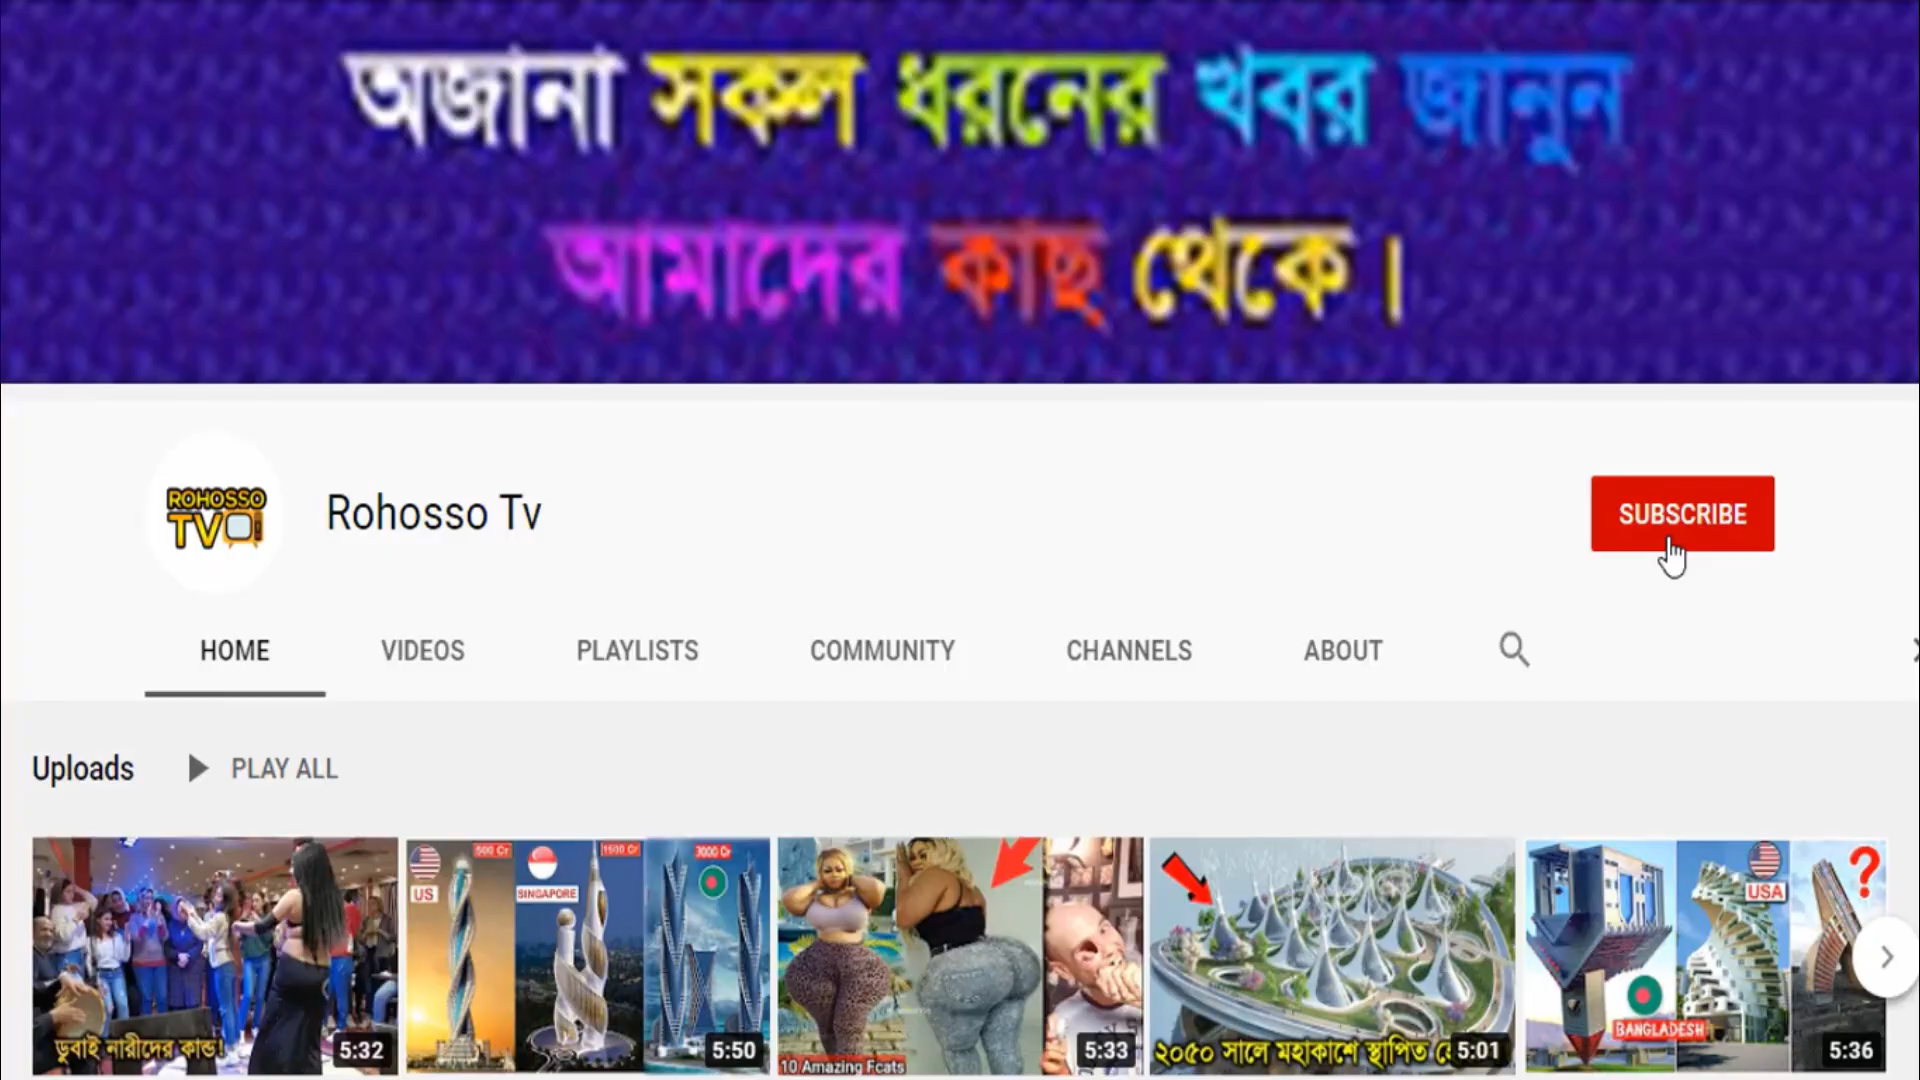 অজানা সকল ধরনের খবর জানুন
আমাদের কাছ থেকে।
ROHOSSO
TV
Rohosso Tv
SUBSCRIBE
HOME VIDEOS PLAYLISTS COMMUNITY CHANNELS ABOUT
Uploads PLAY ALL
500 Cr
US
1500 Cr
SINGAPORE
3000 Cr
USA
?
BANGLADESH
ডুবাই নারীদের কান্ড!
5:32
5:50
10 Amazing Fcats
5:33
২০৫০ সালে মহাকাশে স্থাপিত
5:01
5:36